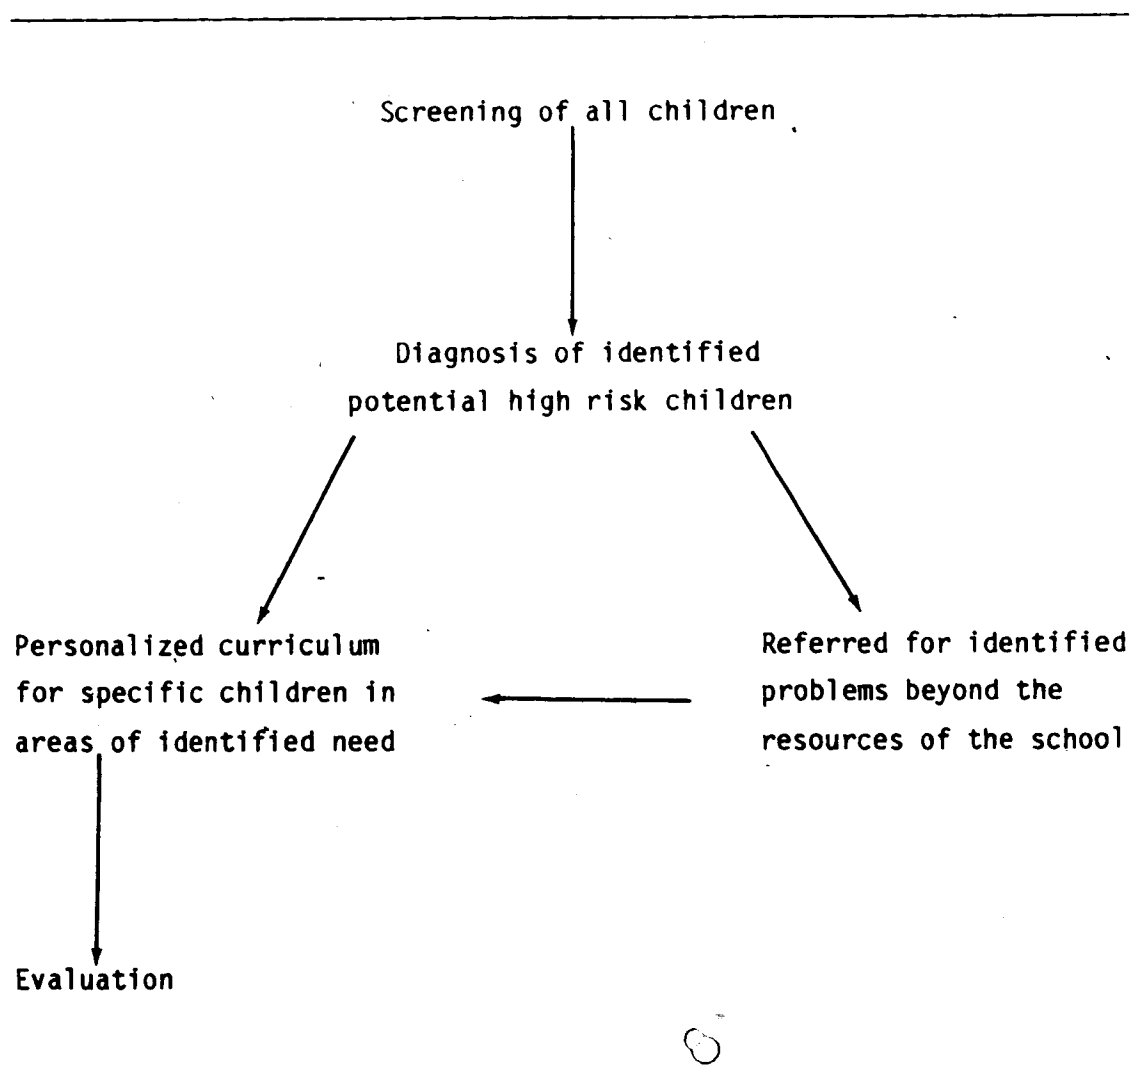 Screening of all children
Diagnosis of identified
potential high risk children
Personalized curriculum
for specific children in
areas of identified need
Referred for identified
problems beyond the
resources of the school
Evaluation